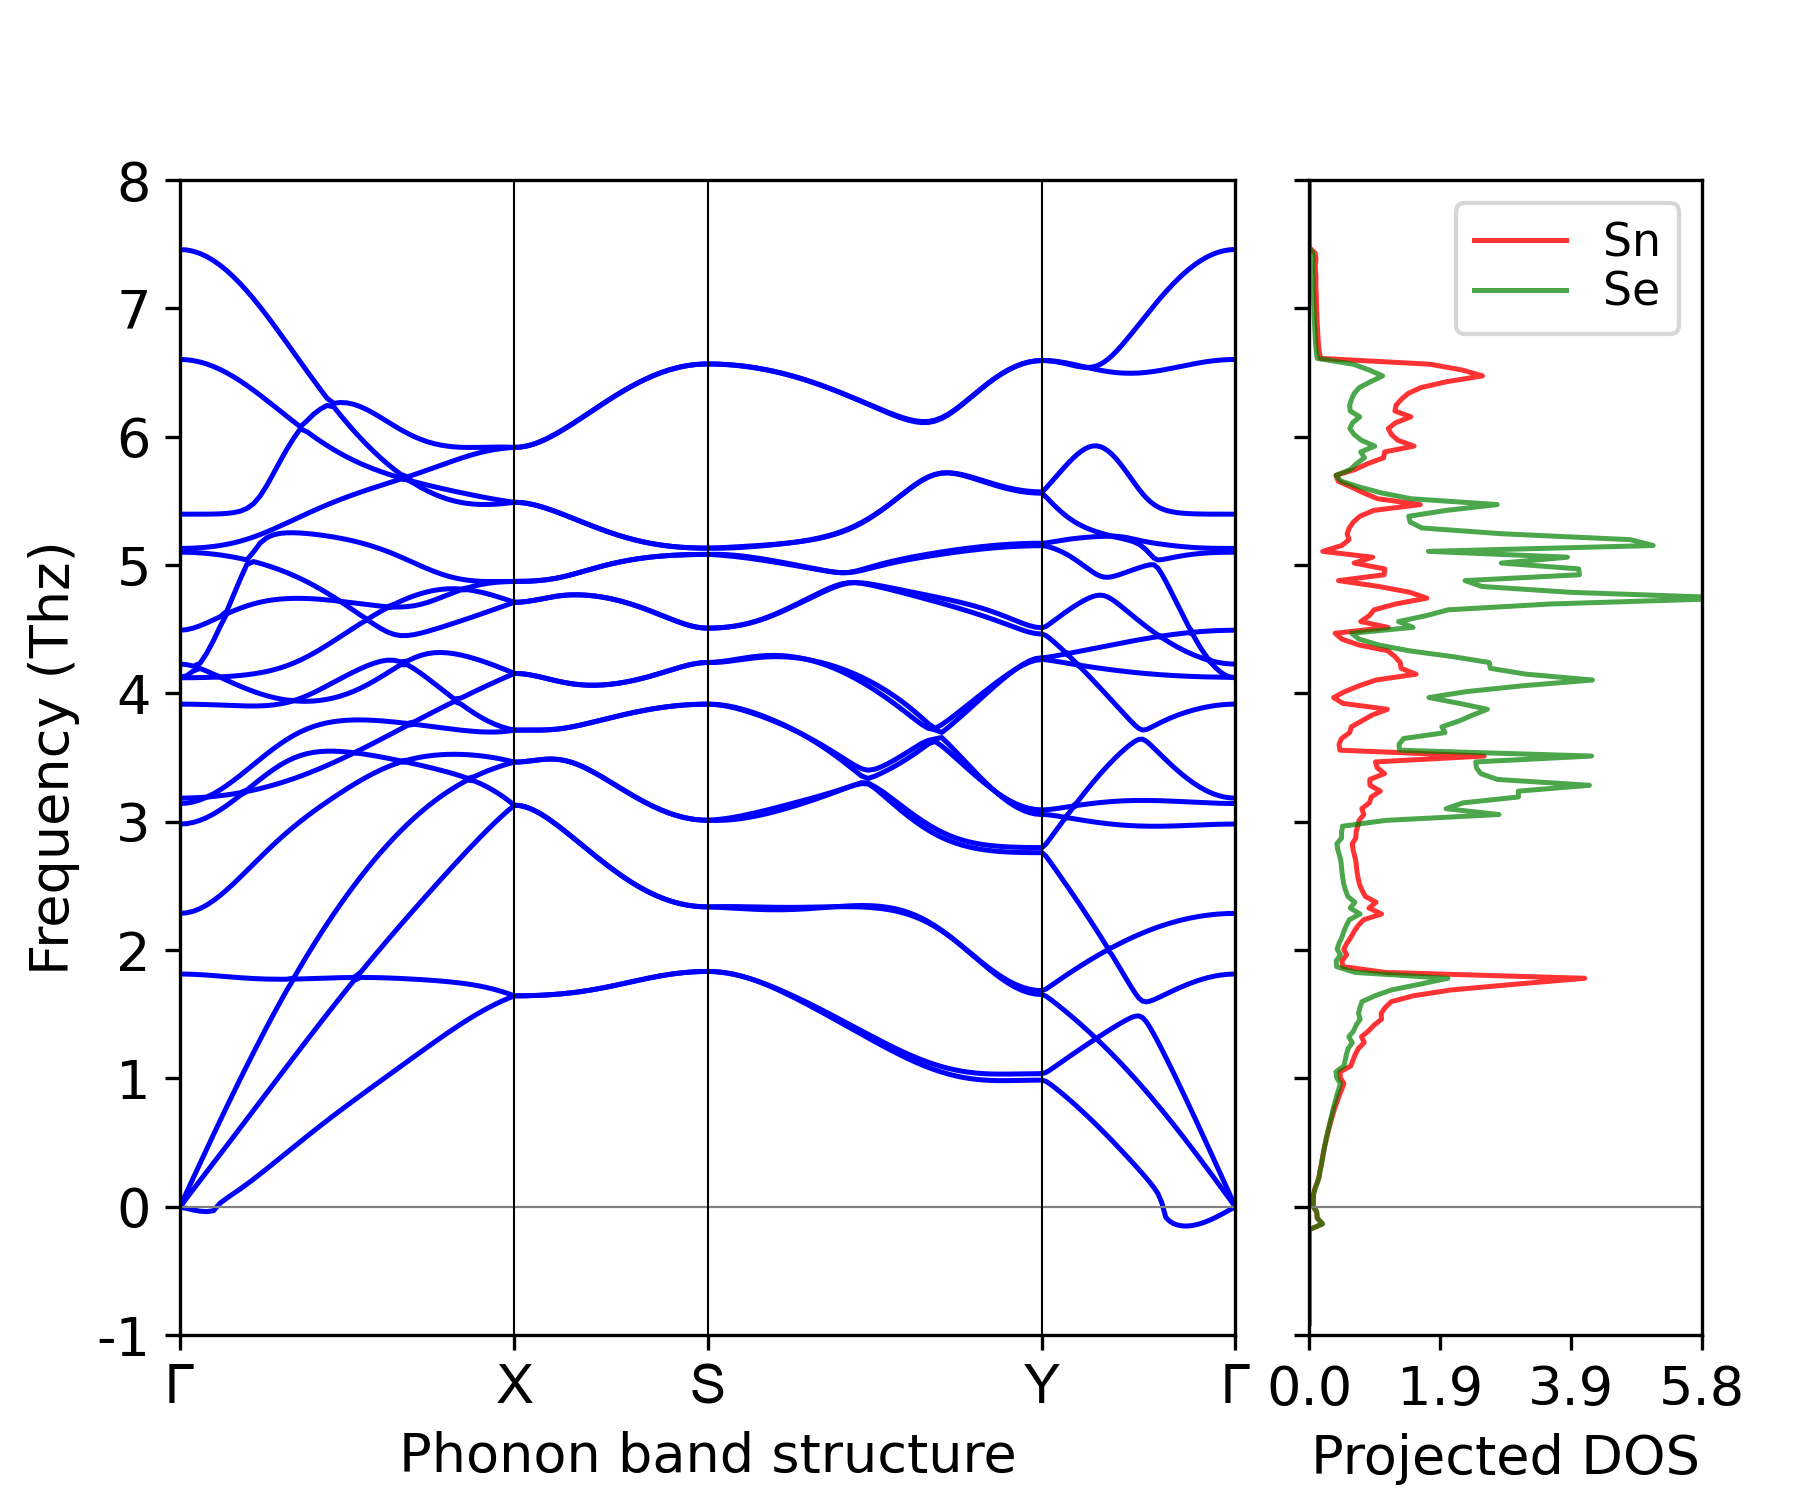 Frequency (Thz)
8
7
6
5
4
3
2
1
0
-1
Γ X S Y Γ
Phonon band structure
Sn
Se
0.0 1.9 3.9 5.8
Projected DOS